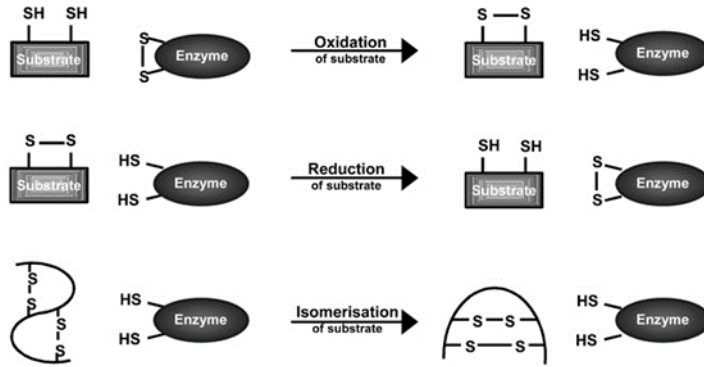 SH SH
S S
Substrate
S
S
Enzyme
Oxidation
of substrate
Substrate
HS
HS
Enzyme
S S
Substrate
HS
HS
Enzyme
Reduction
of substrate
SH SH
Substrate
S
S
Enzyme
S
S
S
S
HS
HS
Enzyme
Isomerisation
of substrate
S S
S S
HS
HS
Enzyme